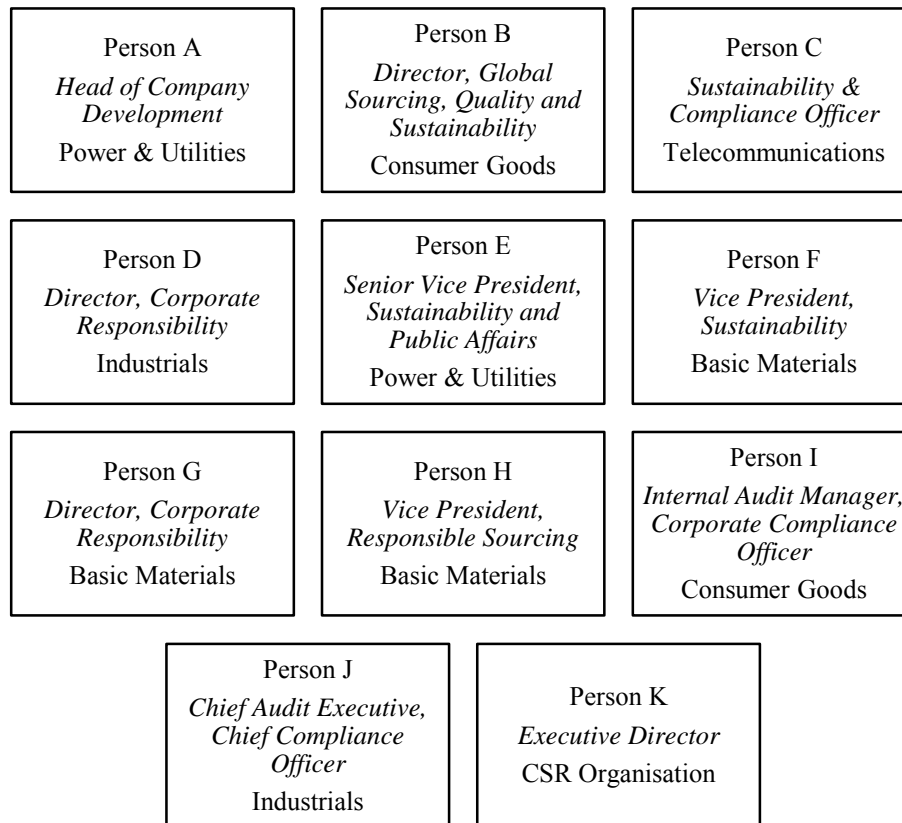 Person A
Head of Company
Development
Power & Utilities
Person B
Director, Global
Sourcing, Quality and
Sustainability
Consumer Goods
Person C
Sustainability &
Compliance Officer
Telecommunications
Person D
Director, Corporate
Responsibility
Industrials
Person E
Senior Vice President,
Sustainability and
Public Affairs
Power & Utilities
Person F
Vice President,
Sustainability
Basic Materials
Person G
Director, Corporate
Responsibility
Basic Materials
Person H
Vice President,
Responsible Sourcing
Basic Materials
Person I
Internal Audit Manager,
Corporate Compliance
Officer
Consumer Goods
Person J
Chief Audit Executive,
Chief Compliance
Officer
Industrials
Person K
Executive Director
CSR Organisation